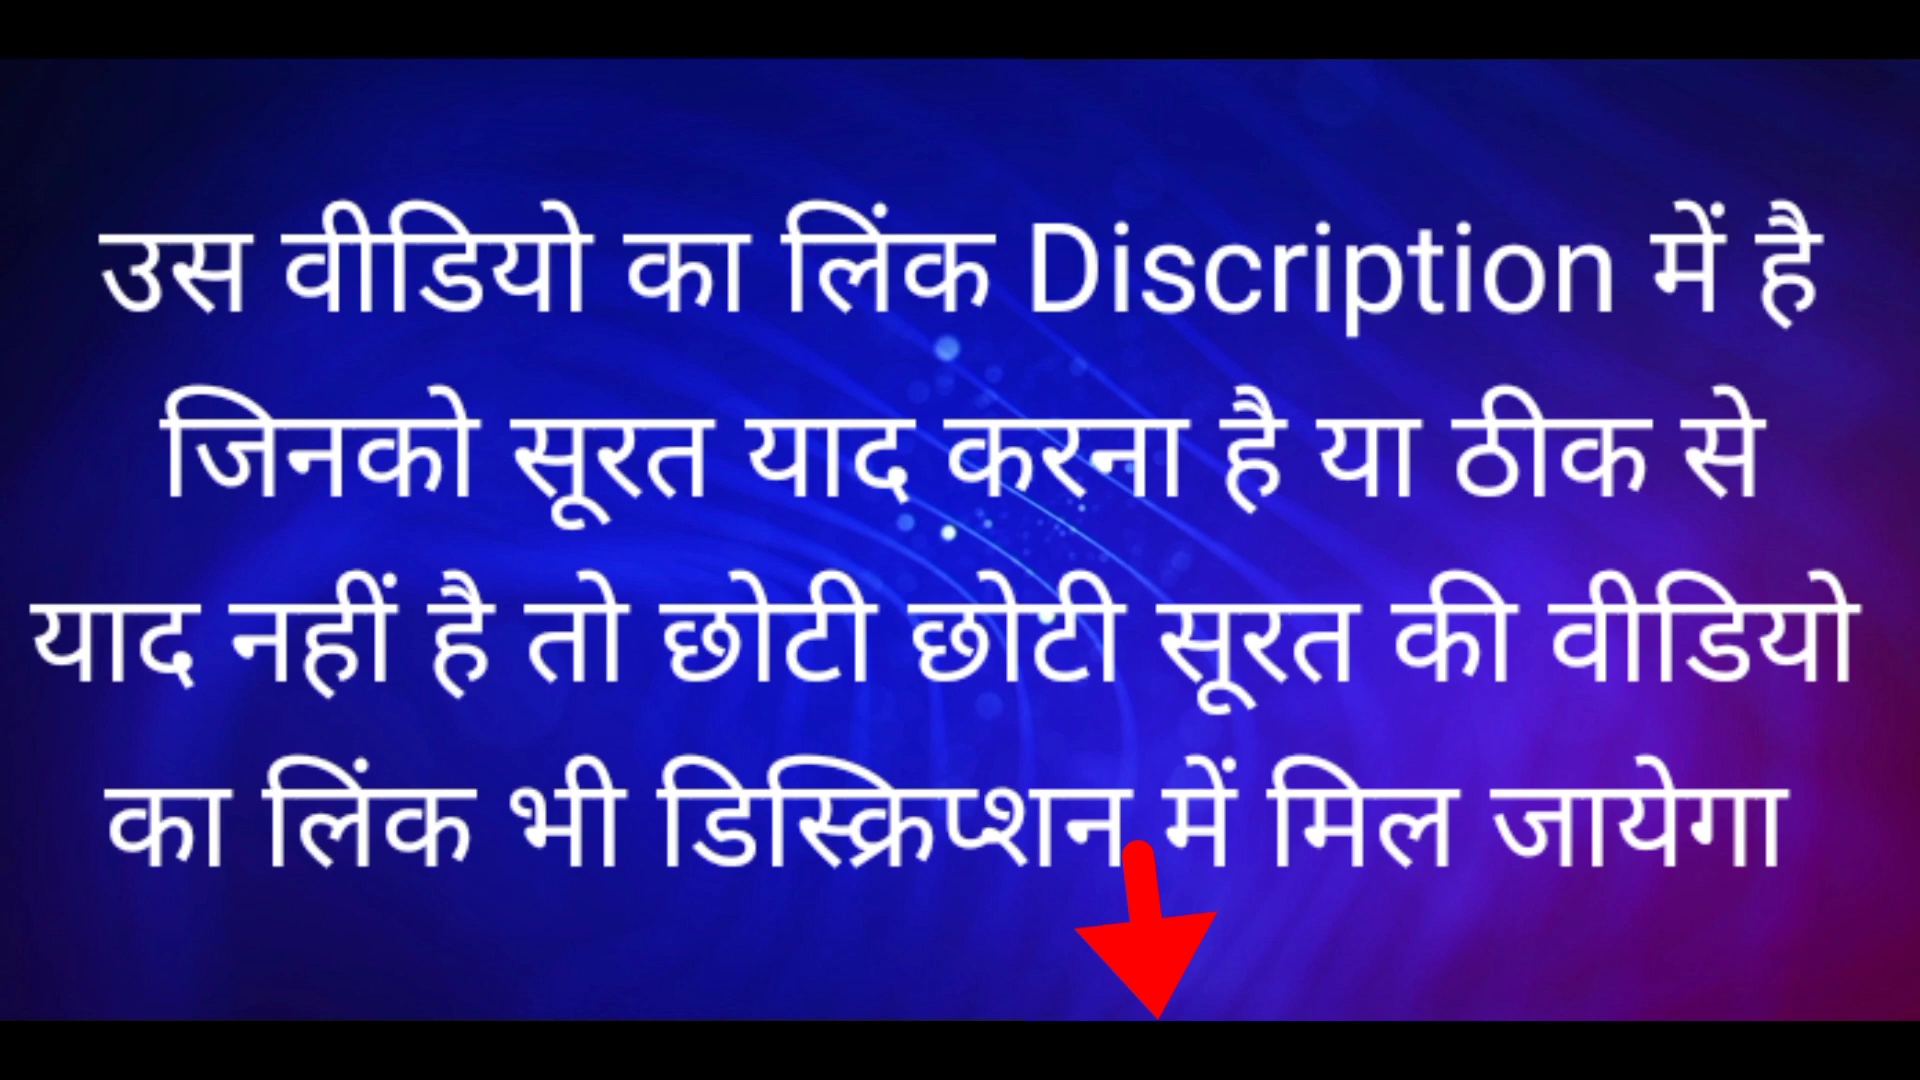 उस वीडियो का लिंक Discription में है
जिनको सूरत याद करना है या ठीक से
याद नहीं है तो छोटी छोटी सूरत की वीडियो
का लिंक भी डिस्क्रिप्शन में मिल जायेगा